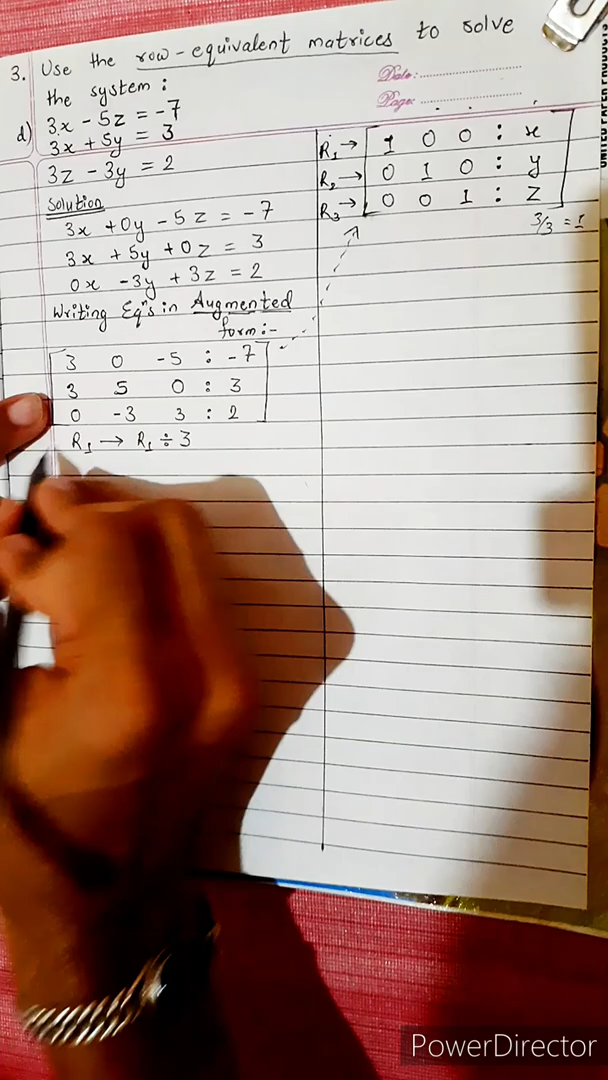 3. Use the row-equivalent matrices to solve
the system :
d) 3x - 5z = -7
3x + 5y = 3
3z - 3y = 2
Date:
Page:
Solution
3x + 0y - 5z = -7
3x + 5y + 0z = 3
0x - 3y + 3z = 2
Writing Eqⁿs in Augmented
form:-
3 0 -5 : -7
3 5 0 : 3
0 -3 3 : 2
R₁ → R₁ ÷ 3
R₁→ 1 0 0 : x
R₂→ 0 1 0 : y
R₃→ 0 0 1 : z
3/3 = 1
PowerDirector